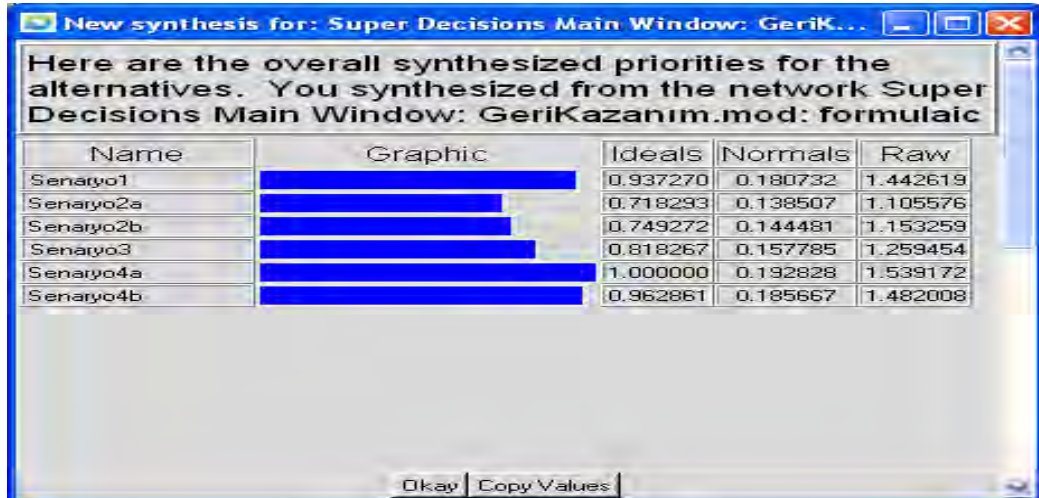 New synthesis for: Super Decisions Main Window: GeriK...
Here are the overall synthesized priorities for the
alternatives. You synthesized from the network Super
Decisions Main Window: GeriKazanım.mod: formulaic
Name Graphic Ideals Normals Raw
Senaryo1 0.937270 0.180732 1.442619
Senaryo2a 0.718293 0.138507 1.105576
Senaryo2b 0.749272 0.144481 1.153259
Senaryo3 0.818267 0.157785 1.259454
Senaryo4a 1.000000 0.192828 1.539172
Senaryo4b 0.962861 0.185667 1.482008
Okay Copy Values